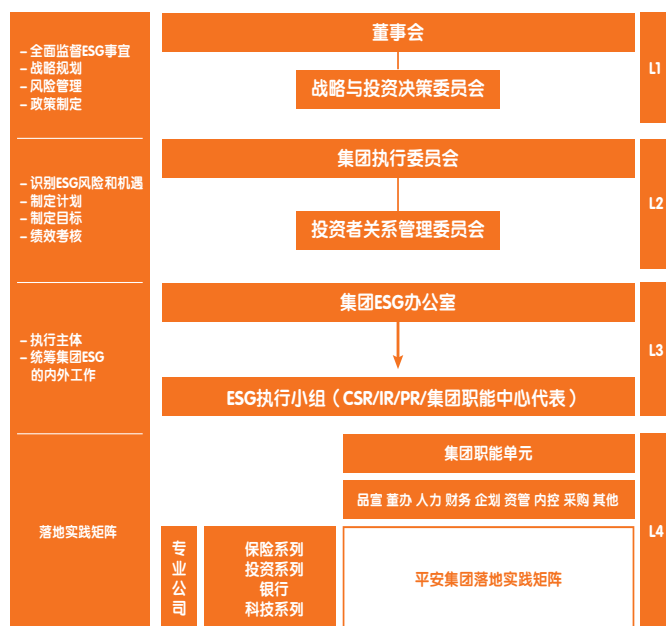 – 全面监督ESG事宜
– 战略规划
– 风险管理
– 政策制定
董事会
战略与投资决策委员会
L1
– 识别ESG风险和机遇
– 制定计划
– 制定目标
– 绩效考核
集团执行委员会
投资者关系管理委员会
L2
– 执行主体
– 统筹集团ESG
的内外工作
集团ESG办公室
ESG执行小组（CSR/IR/PR/集团职能中心代表）
L3
落地实践矩阵
集团职能单元
品宣 董办 人力 财务 企划 资管 内控 采购 其他
专业公司
保险系列
投资系列
银行
科技系列
平安集团落地实践矩阵
L4